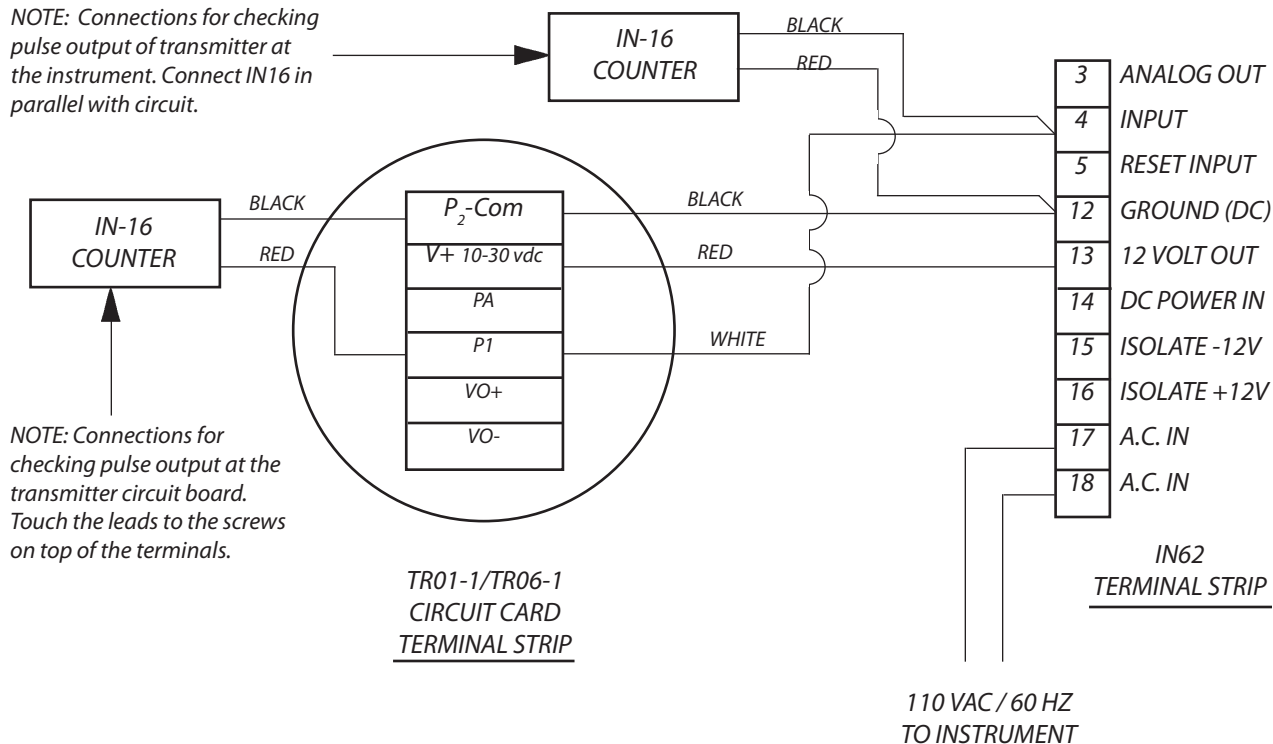 NOTE: Connections for checking
pulse output of transmitter at
the instrument. Connect IN16 in
parallel with circuit.
IN-16
COUNTER
BLACK
RED
3 ANALOG OUT
4 INPUT
5 RESET INPUT
12 GROUND (DC)
13 12 VOLT OUT
14 DC POWER IN
15 ISOLATE -12V
16 ISOLATE +12V
17 A.C. IN
18 A.C. IN
IN62
TERMINAL STRIP
IN-16
COUNTER
BLACK
RED
P2-Com
V+ 10-30 vdc
PA
P1
VO+
VO-
BLACK
RED
WHITE
NOTE: Connections for
checking pulse output at the
transmitter circuit board.
Touch the leads to the screws
on top of the terminals.
TR01-1/TR06-1
CIRCUIT CARD
TERMINAL STRIP
110 VAC / 60 HZ
TO INSTRUMENT